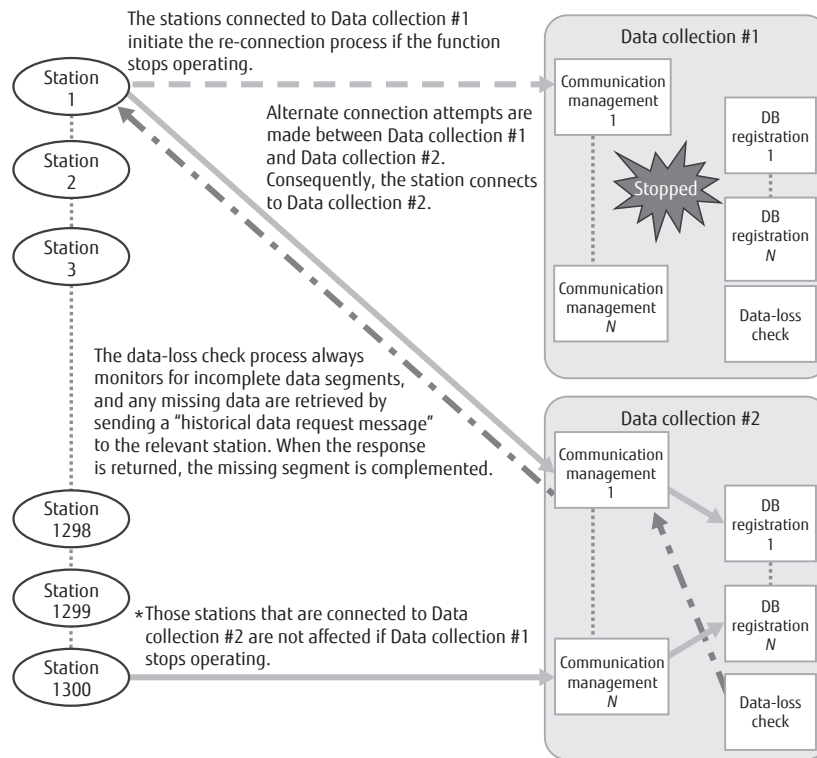 The stations connected to Data collection #1
initiate the re-connection process if the function
stops operating.
Station
1
Station
2
Station
3
Alternate connection attempts are
made between Data collection #1
and Data collection #2.
Consequently, the station connects
to Data collection #2.
Data collection #1
Communication
management
1
DB
registration
1
Stopped
DB
registration
N
Communication
management
N
Data-loss
check
The data-loss check process always
monitors for incomplete data segments,
and any missing data are retrieved by
sending a “historical data request message”
to the relevant station. When the response
is returned, the missing segment is complemented.
Data collection #2
Communication
management
1
DB
registration
1
Station
1298
Station
1299
Station
1300
*Those stations that are connected to Data
collection #2 are not affected if Data collection #1
stops operating.
DB
registration
N
Communication
management
N
Data-loss
check